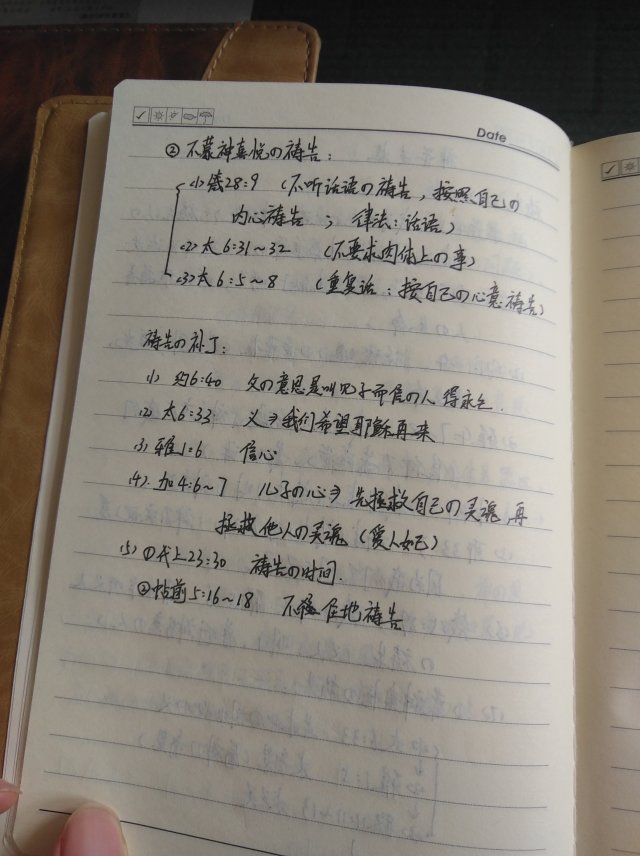 Date
② 不蒙神喜悦の祷告：
(1) 箴28:9 （不听话语の祷告，按照自己の
内心祷告； 律法：话语）
(2) 太6:31~32 （不要求肉体上の事）
(3) 太6:5~8 （重复话：按自己の心意祷告）
祷告の补丁：
(1) 约6:40 父の意思是叫见子而信の人 得永生.
(2) 太6:33 义⇒我们希望耶稣再来
(3) 雅1:6 信心
(4). 加4:6~7 儿子の心⇒先拯救自己の灵魂，再
拯救他人の灵魂（爱人如己）
(5) ①代上23:30 祷告の时间.
②帖前5:16~18 不住地祷告